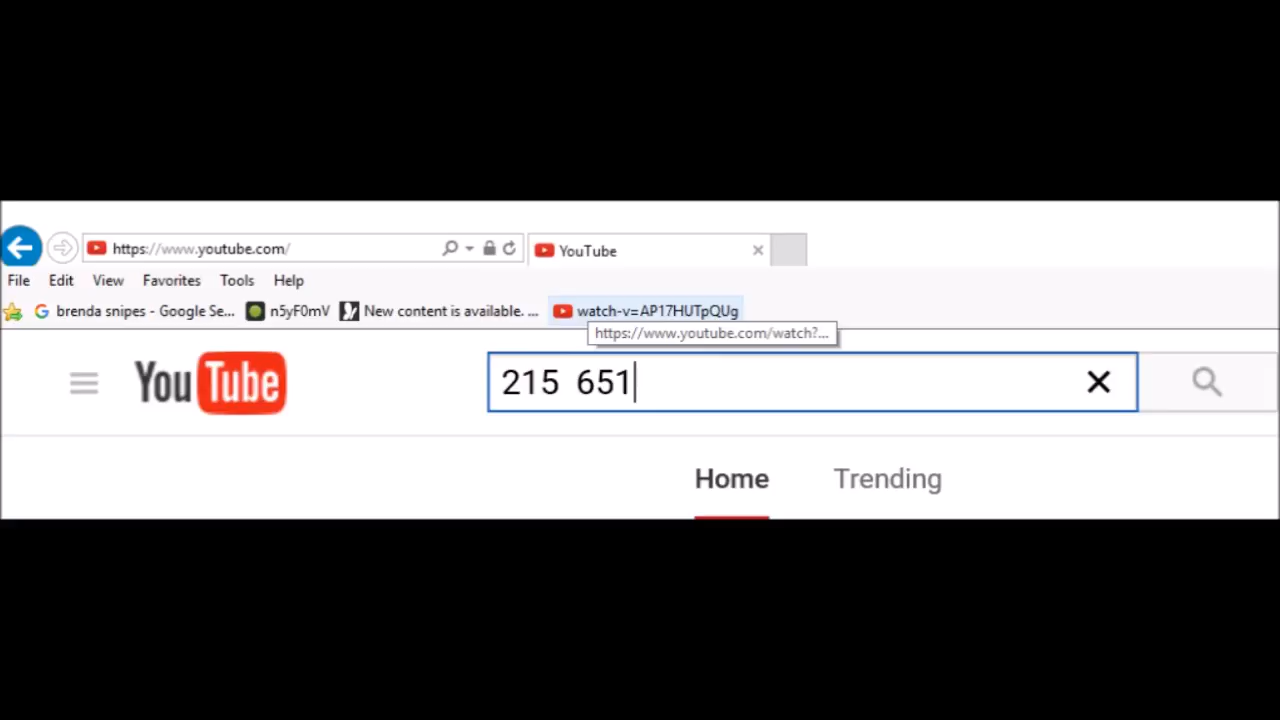 https://www.youtube.com/ YouTube
File Edit View Favorites Tools Help
brenda snipes - Google Se... n5yF0mV New content is available. ... watch-v=AP17HUTpQUg
https://www.youtube.com/watch?...
YouTube 215 651
Home Trending